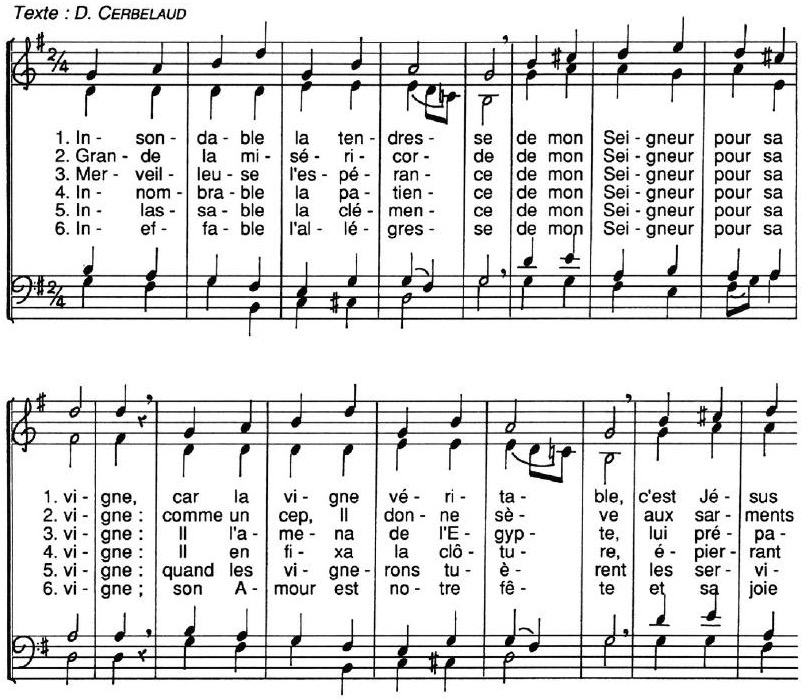 Texte : D. CERBELAUD
2/4
1. In- son - da - ble la ten - dres - se de mon Sei - gneur pour sa
2. Gran - de la mi - sé - ri - cor - de de mon Sei - gneur pour sa
3. Mer - veil - leu - se l'es - pé - ran - ce de mon Sei - gneur pour sa
4. In - nom - bra - ble la pa - tien - ce de mon Sei - gneur pour sa
5. In - las - sa - ble la clé - men - ce de mon Sei - gneur pour sa
6. In - ef - fa - ble l'al - lé - gres - se de mon Sei - gneur pour sa
2/4
1. vi - gne, car la vi - gne vé - ri - ta - ble, c'est Jé - sus
2. vi - gne : comme un cep, Il don - ne sè - ve aux sar - ments
3. vi - gne : Il l'a - me - na de l'E - gyp - te, lui pré - pa -
4. vi - gne : Il en fi - xa la clô - tu - re, é - pier - rant
5. vi - gne : quand les vi - gne - rons tu - è - rent les ser - vi -
6. vi - gne ; son A - mour est no - tre fê - te et sa joie